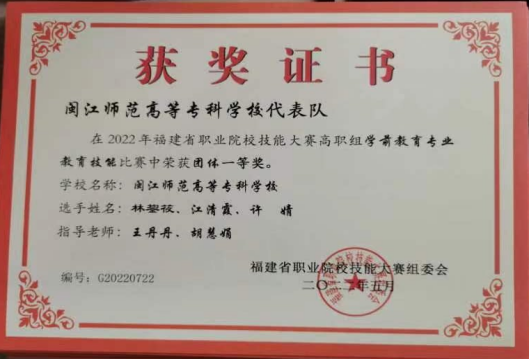 获奖证书
闽江师范高等专科学校代表队
在2022年福建省职业院校技能大赛高职组学前教育专业
教育技能比赛中荣获团体一等奖。
学校名称：闽江师范高等专科学校
选手姓名：林筱、江清霞、许 婧
指导老师：王丹丹、胡慧娟
福建省职业院校技能大赛组委会
编号：G20220722
二〇二二年五月